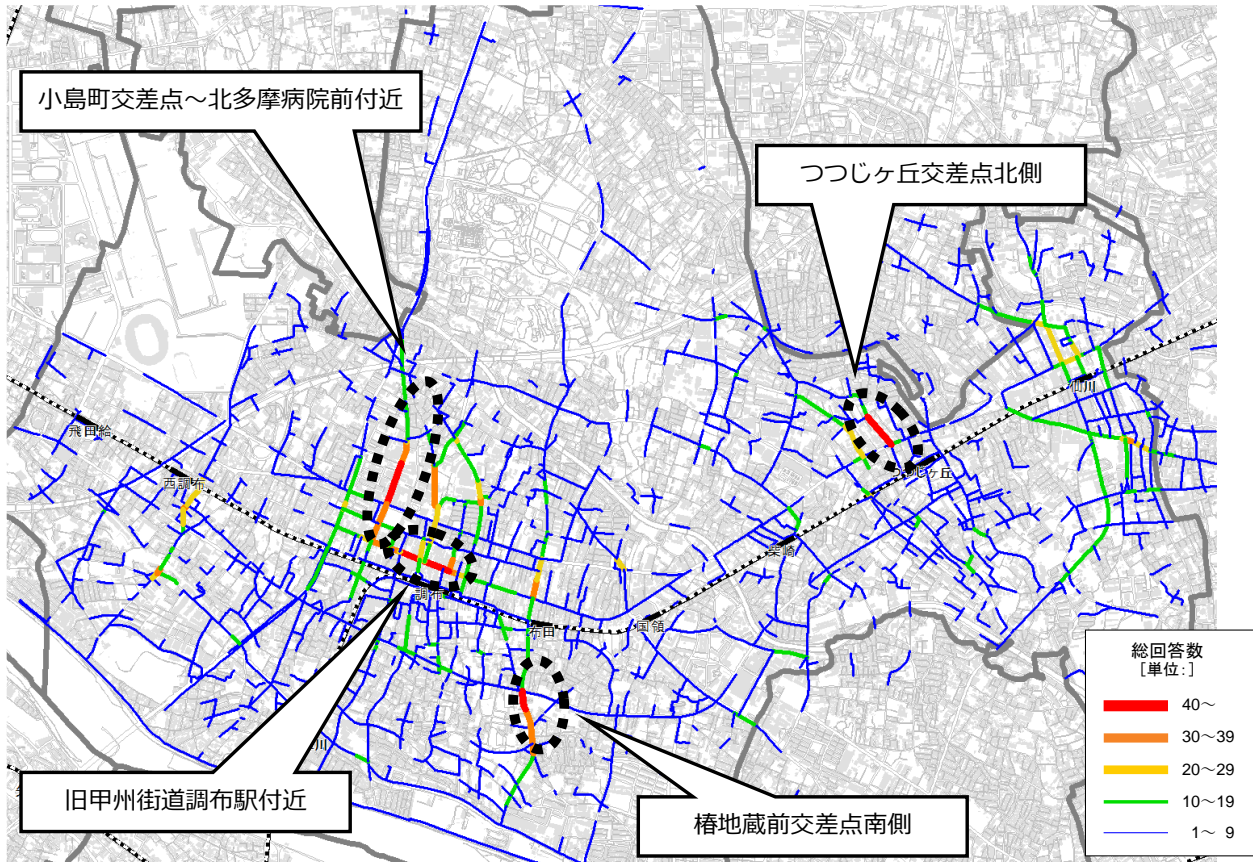 小島町交差点～北多摩病院前付近
つつじヶ丘交差点北側
仙川
飛田給
つつじヶ丘
西調布
柴崎
調布
布田
国領
川
旧甲州街道調布駅付近
椿地蔵前交差点南側
総回答数
[単位:]
40～
30～39
20～29
10～19
1～ 9